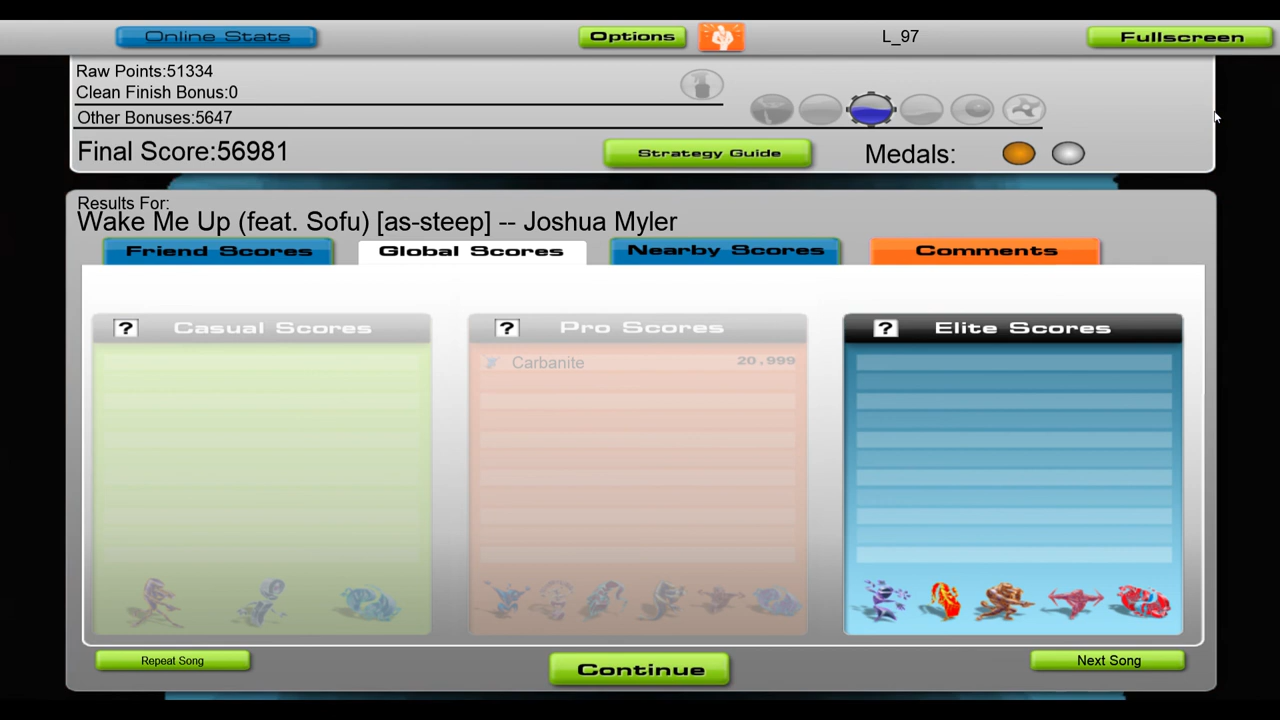 Online Stats
Options
L_97
Fullscreen
Raw Points:51334
Clean Finish Bonus:0
Other Bonuses:5647
Final Score:56981
Strategy Guide
Medals:
Results For:
Wake Me Up (feat. Sofu) [as-steep] -- Joshua Myler
Friend Scores
Global Scores
Nearby Scores
Comments
? Casual Scores
? Pro Scores
? Elite Scores
Carbanite 20.999
Repeat Song
Continue
Next Song